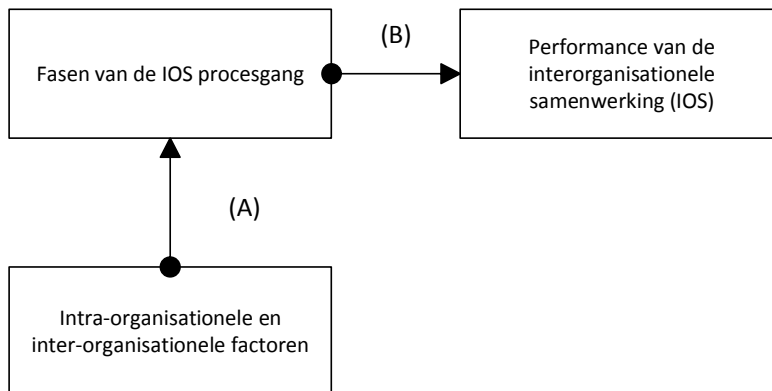 Fasen van de IOS procesgang
(B)
Performance van de
interorganisationele
samenwerking (IOS)
(A)
Intra-organisationele en
inter-organisationele factoren